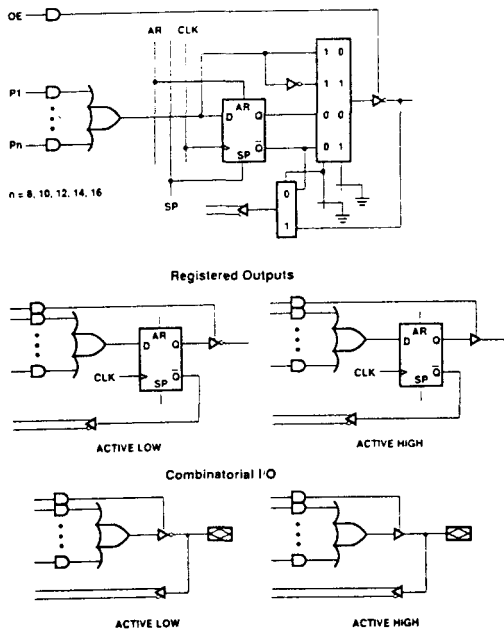 OE
AR CLK
P1
Pn
n = 8, 10, 12, 14, 16
AR
D Q
Q
SP
SP
1 0
1 1
0 0
0 1
0
1
Registered Outputs
AR
D Q
CLK
SP Q
ACTIVE LOW
AR
D Q
CLK
SP Q
ACTIVE HIGH
Combinatorial I/O
ACTIVE LOW
ACTIVE HIGH